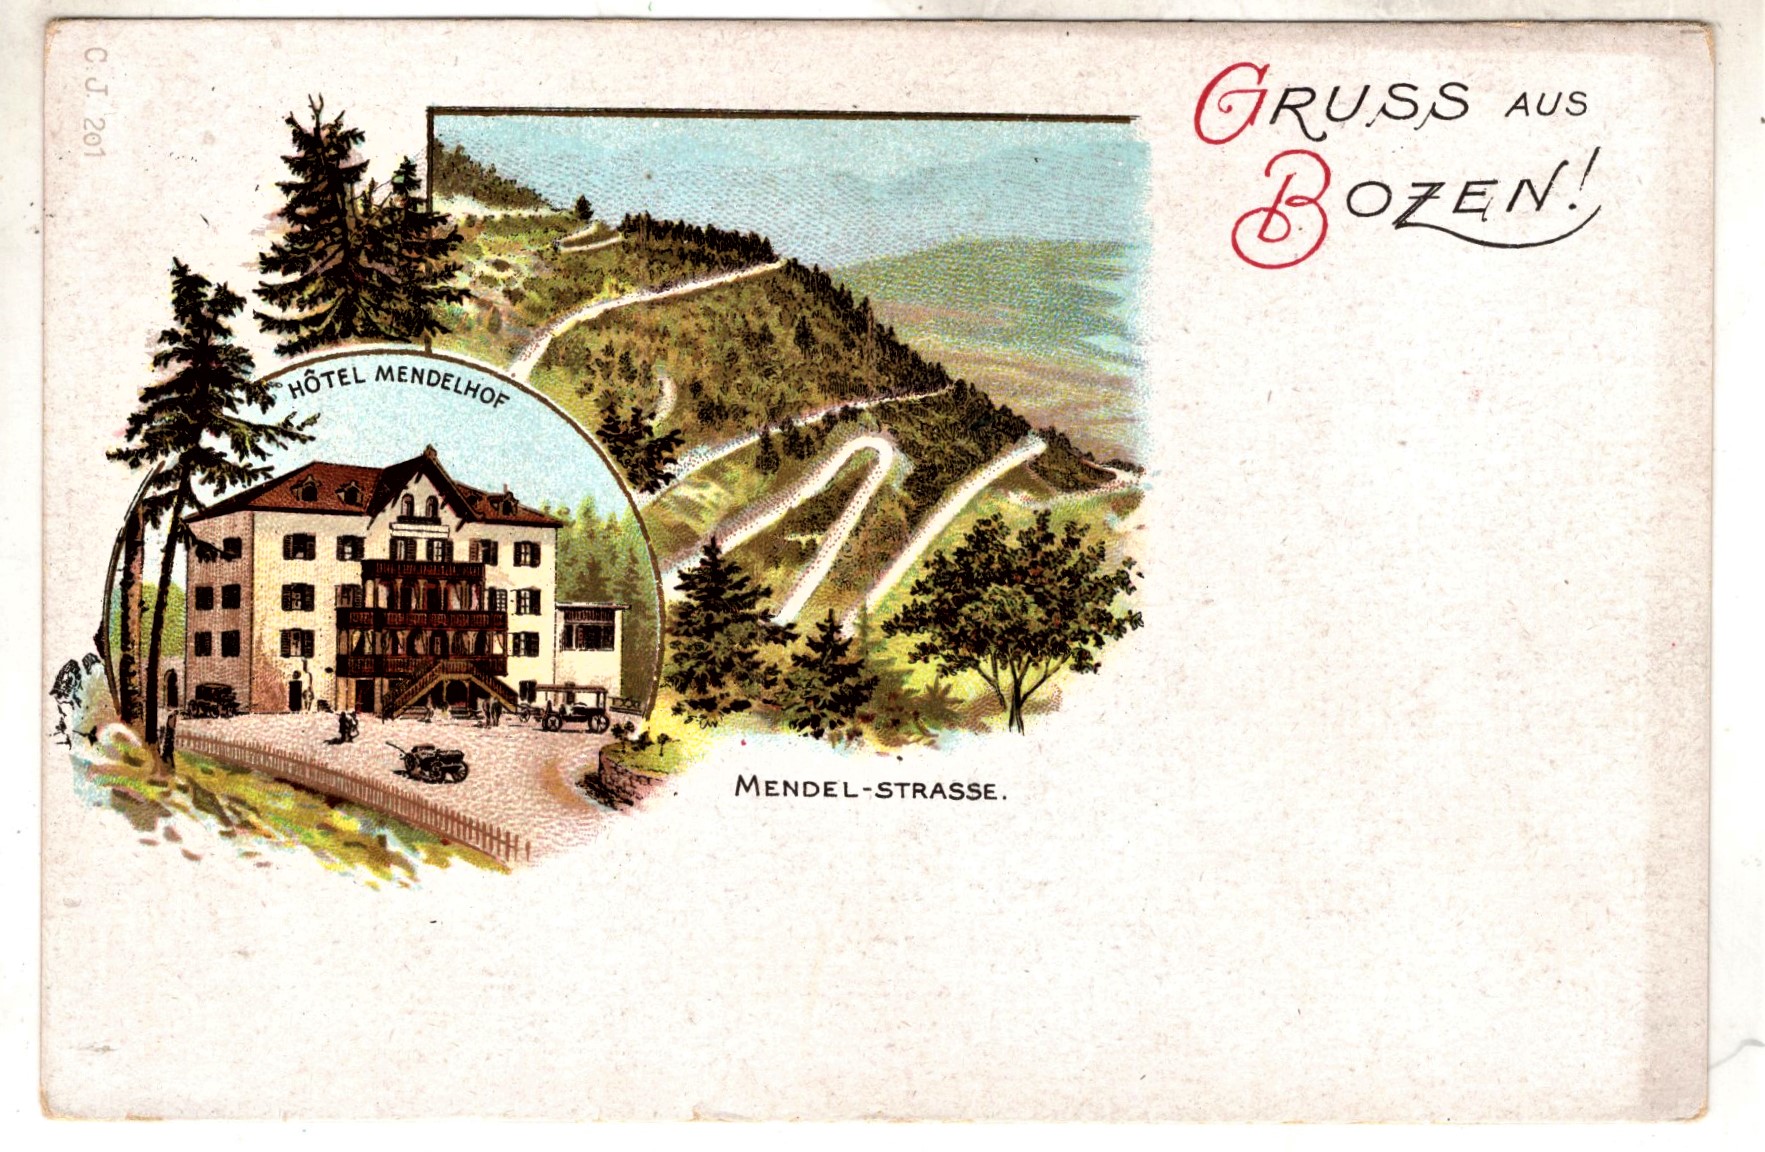 GRUSS AUS
BOZEN!
C.J. 201
HÔTEL MENDELHOF
MENDEL-STRASSE.